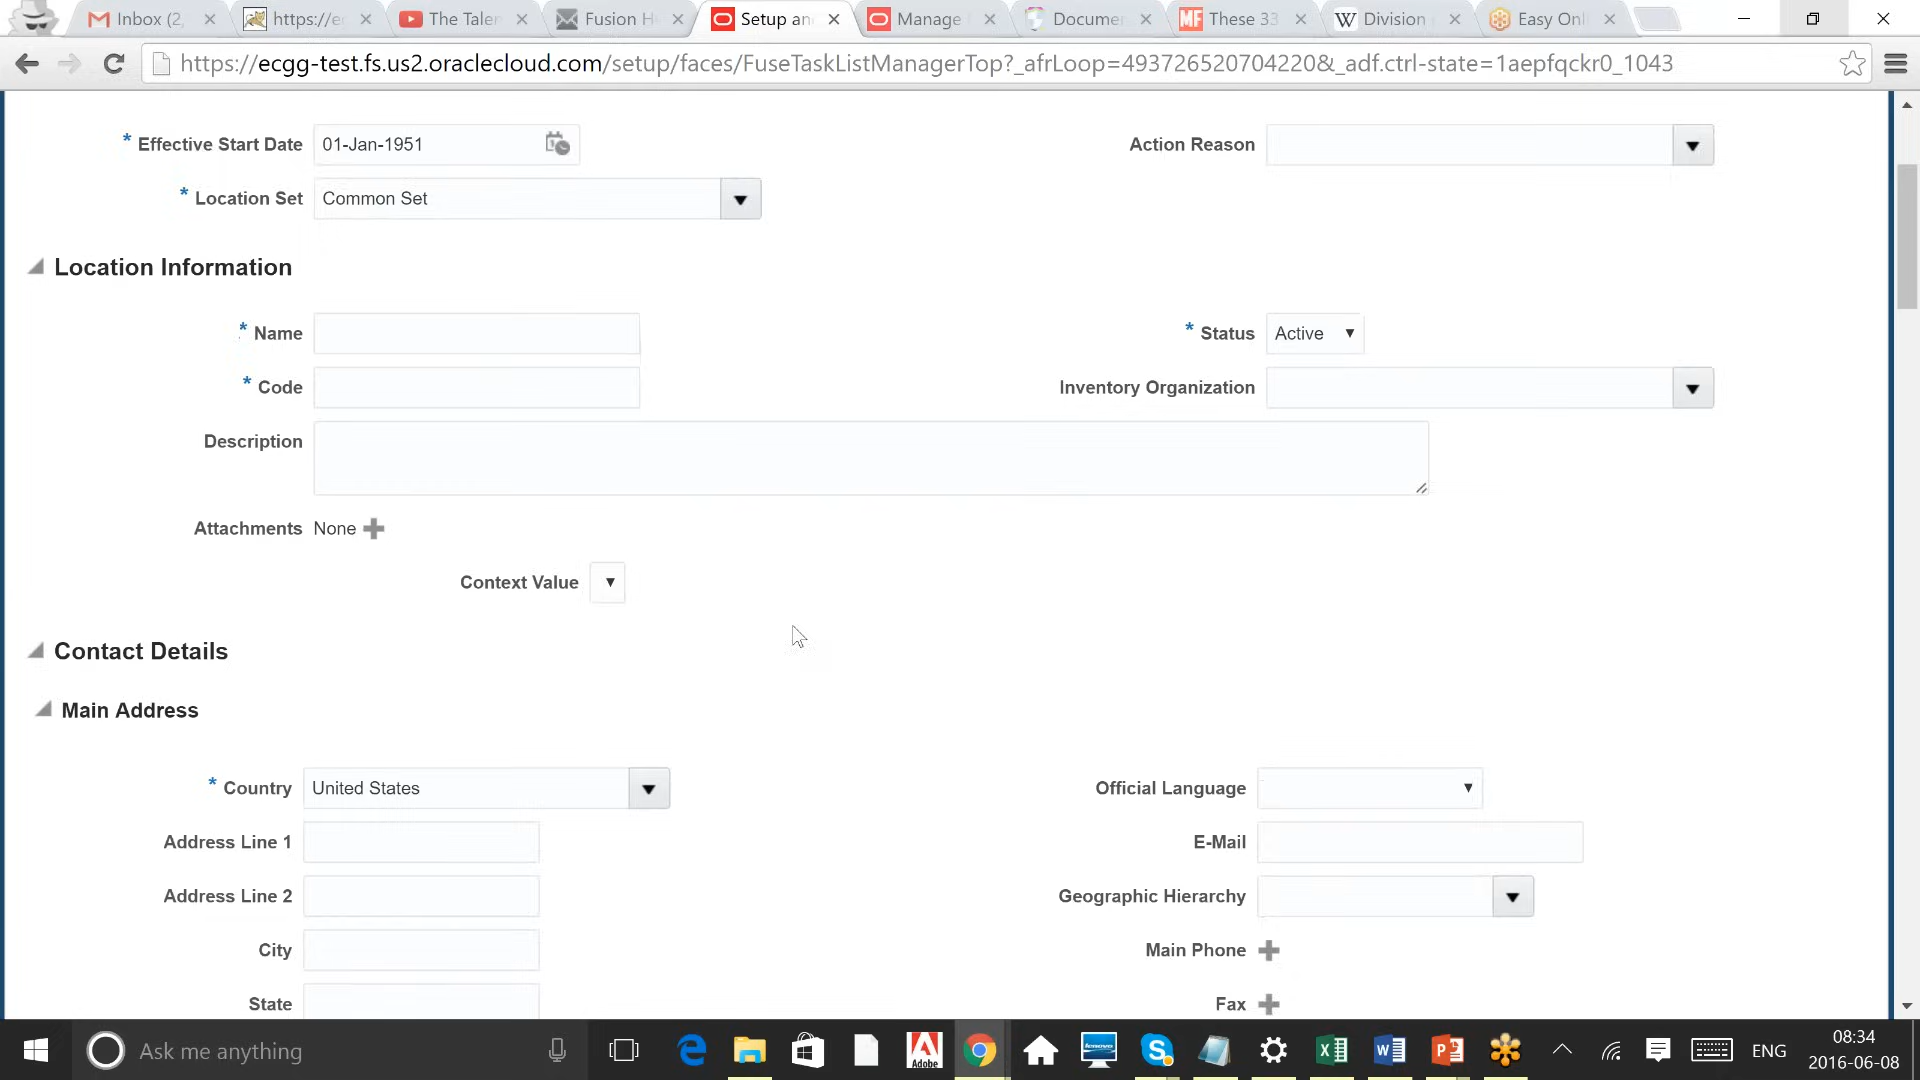 Inbox (2,
https://e
The Taler
Fusion H
Setup an
Manage
Docume
These 33
Division
Easy Onl
https://ecgg-test.fs.us2.oraclecloud.com/setup/faces/FuseTaskListManagerTop?_afrLoop=493726520704220&_adf.ctrl-state=1aepfqckr0_1043
* Effective Start Date 01-Jan-1951
Action Reason
* Location Set Common Set
Location Information
* Name
* Status Active
* Code
Inventory Organization
Description
Attachments None
Context Value
Contact Details
Main Address
* Country United States
Official Language
Address Line 1
E-Mail
Address Line 2
Geographic Hierarchy
City
Main Phone
State
Fax
Ask me anything
Adobe
ENG
08:34
2016-06-08